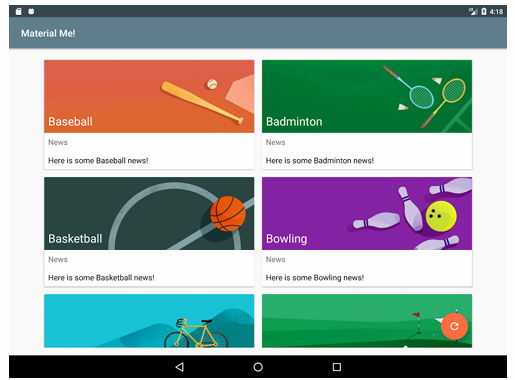 4:18
Material Me!
Baseball
News
Here is some Baseball news!
Badminton
News
Here is some Badminton news!
Basketball
News
Here is some Basketball news!
Bowling
News
Here is some Bowling news!